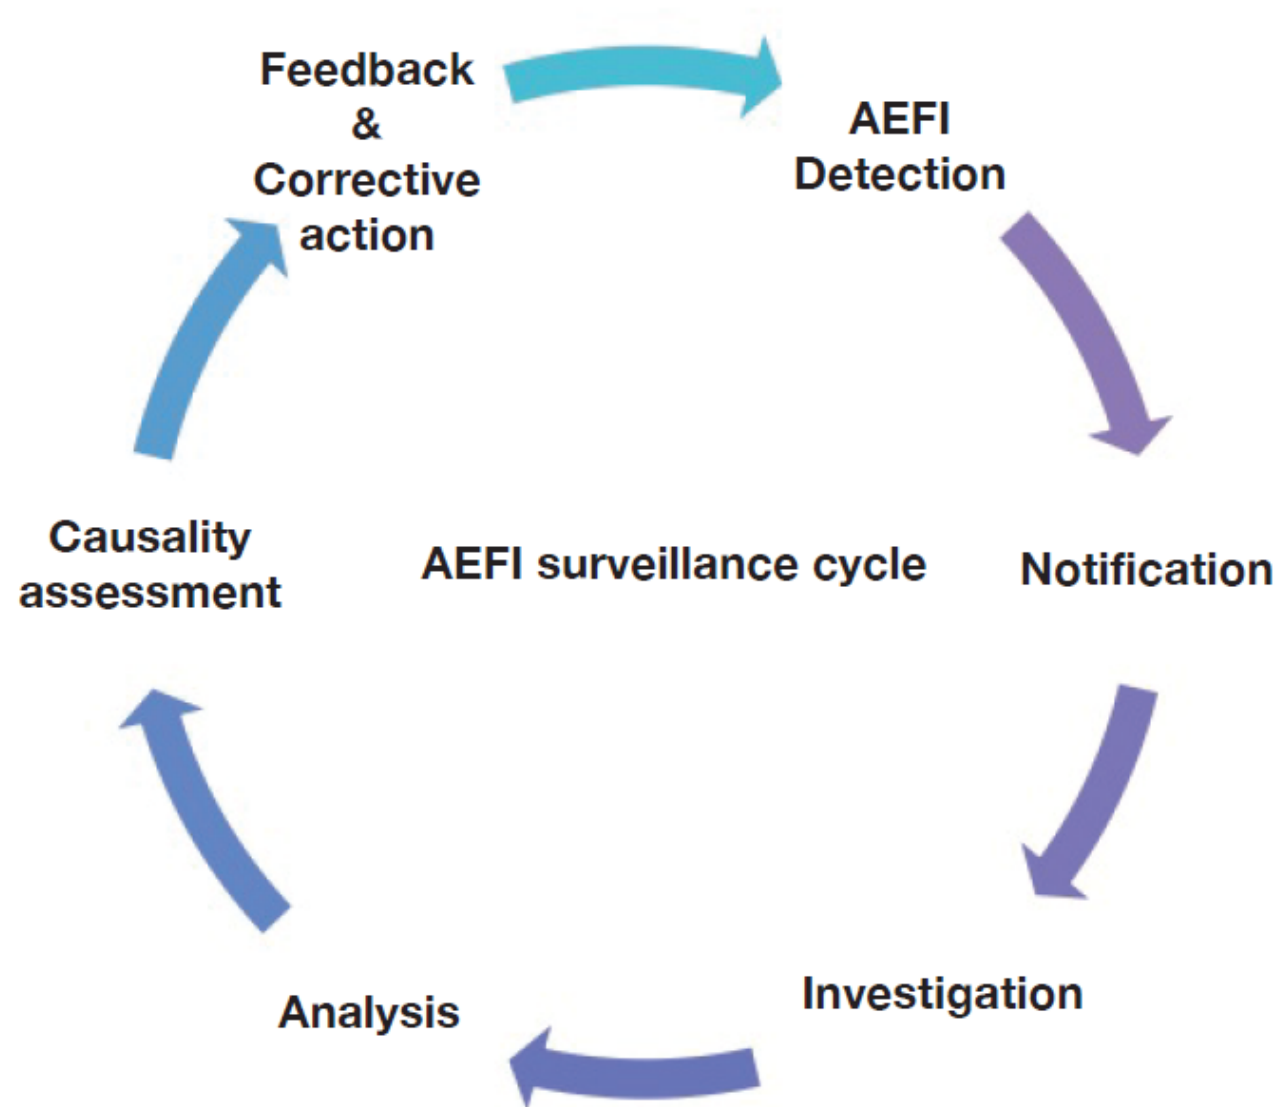 Feedback
&
Corrective
action
AEFI
Detection
Notification
Investigation
Analysis
Causality
assessment
AEFI surveillance cycle